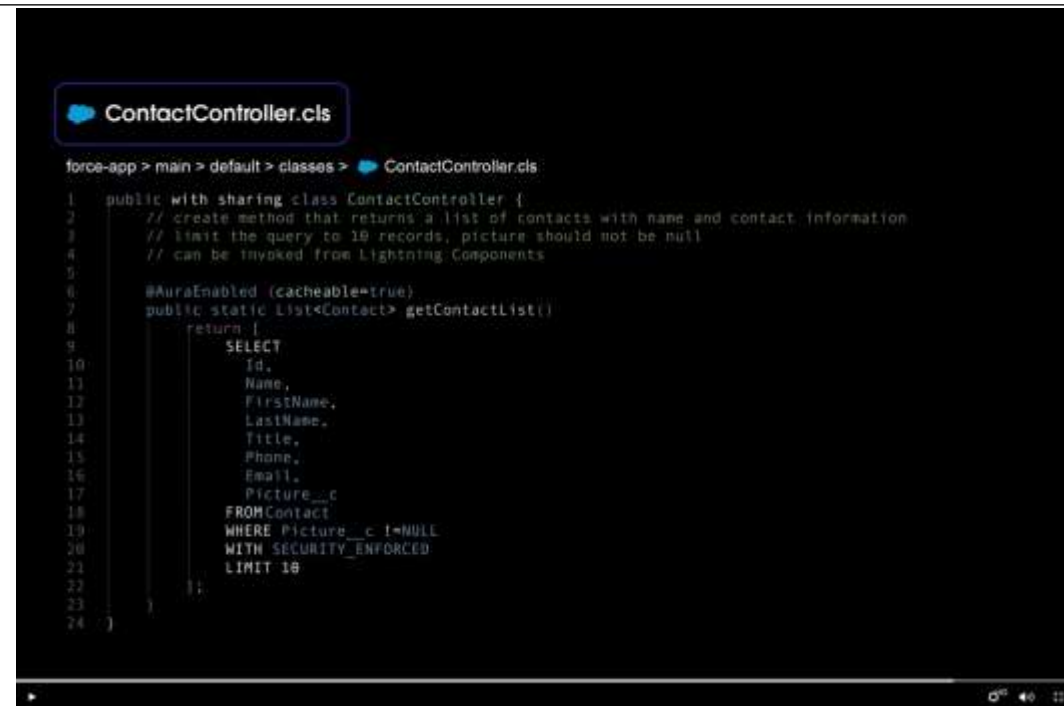 ContactController.cls
force-app > main > default > classes > ContactController.cls
1 public with sharing class ContactController {
2 // create method that returns a list of contacts with name and contact information
3 // limit the query to 10 records, picture should not be null
4 // can be invoked from Lightning Components
5
6 @AuraEnabled (cacheable=true)
7 public static List<Contact> getContactList()
8 return [
9 SELECT
10 Id,
11 Name,
12 FirstName,
13 LastName,
14 Title,
15 Phone,
16 Email,
17 Picture__c
18 FROMContact
19 WHERE Picture__c !=NULL
20 WITH SECURITY_ENFORCED
21 LIMIT 10
22 ];
23 }
24 }